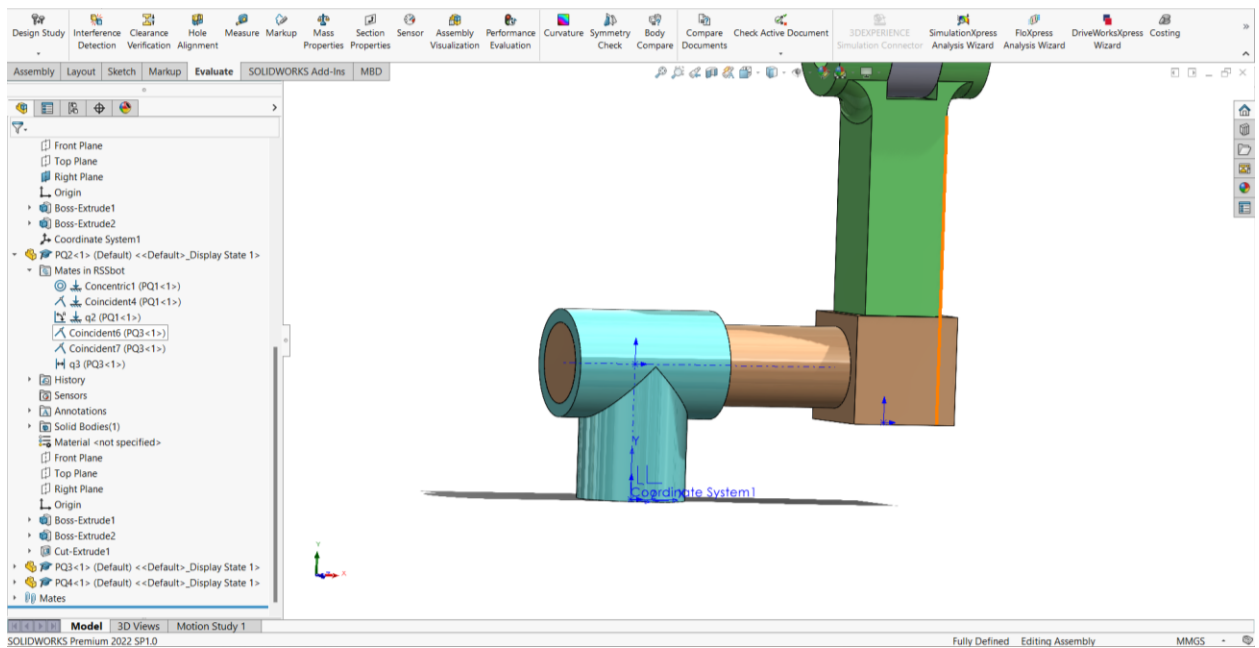 Design Study Interference Detection Clearance Verification Hole Alignment Measure Markup Mass Properties Section Properties Sensor Assembly Visualization Performance Evaluation Curvature Symmetry Check Body Compare Compare Documents Check Active Document 3DEXPERIENCE Simulation Connector SimulationXpress Analysis Wizard FloXpress Analysis Wizard DriveWorksXpress Wizard Costing
Assembly Layout Sketch Markup Evaluate SOLIDWORKS Add-Ins MBD
Front Plane
Top Plane
Right Plane
Origin
Boss-Extrude1
Boss-Extrude2
Coordinate System1
PQ2<1> (Default) <<Default>_Display State 1>
Mates in RSSbot
Concentric1 (PQ1<1>)
Coincident4 (PQ1<1>)
q2 (PQ1<1>)
Coincident6 (PQ3<1>)
Coincident7 (PQ3<1>)
q3 (PQ3<1>)
History
Sensors
Annotations
Solid Bodies(1)
Material <not specified>
Front Plane
Top Plane
Right Plane
Origin
Boss-Extrude1
Boss-Extrude2
Cut-Extrude1
PQ3<1> (Default) <<Default>_Display State 1>
PQ4<1> (Default) <<Default>_Display State 1>
Mates
Y
Coordinate System1
Y
X
Model 3D Views Motion Study 1
SOLIDWORKS Premium 2022 SP1.0 Fully Defined Editing Assembly MMGS